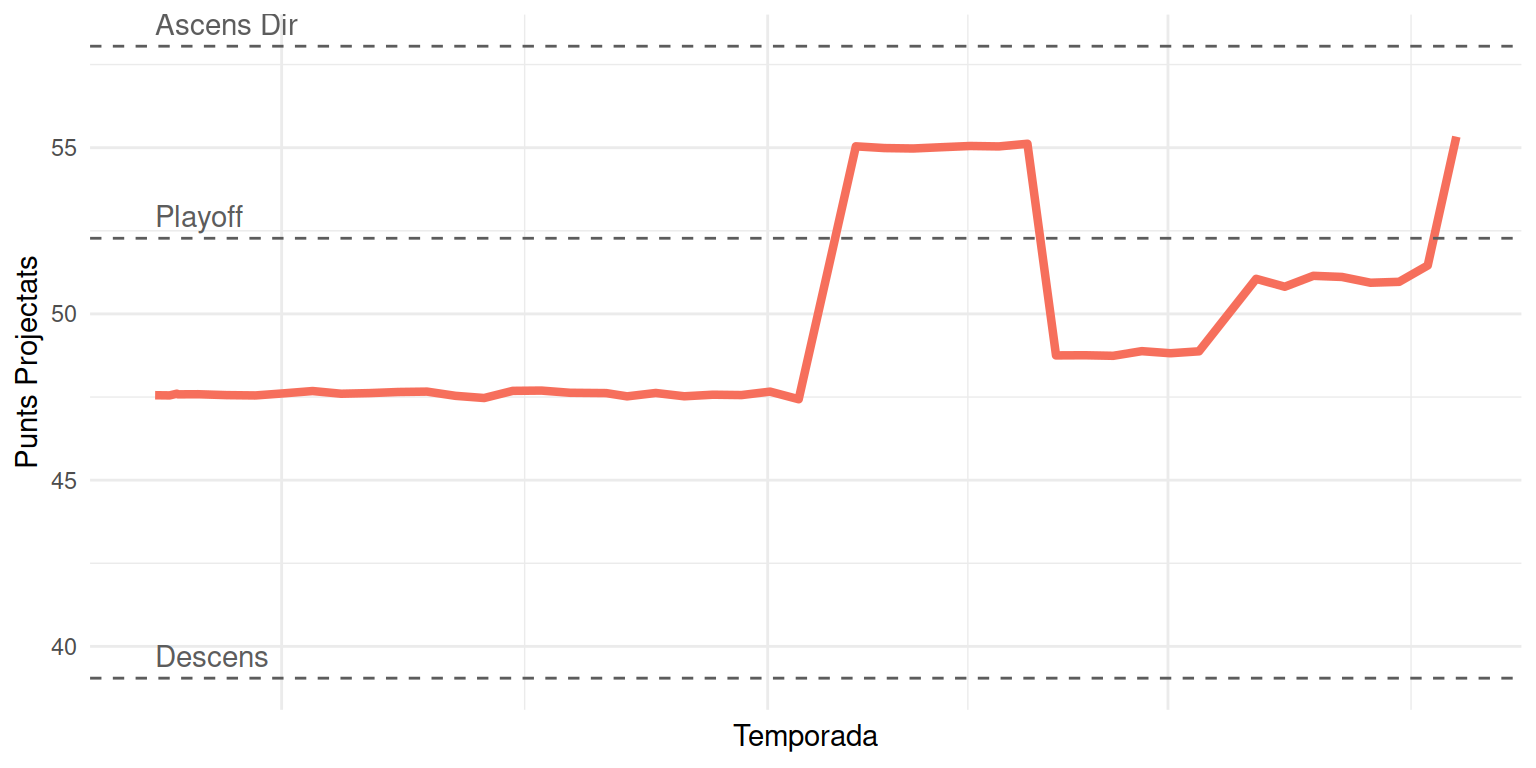 Ascens Dir
55
Playoff
50
45
40
Descens
Punts Projectats
Temporada